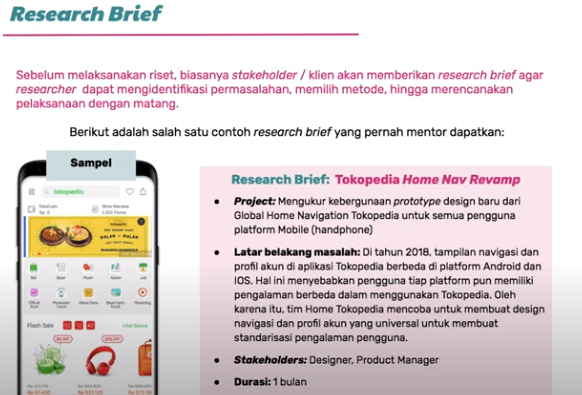 Research Brief
Sebelum melaksanakan riset, biasanya stakeholder / klien akan memberikan research brief agar
researcher dapat mengidentifikasi permasalahan, memilih metode, hingga merencanakan
pelaksanaan dengan matang.
Berikut adalah salah satu contoh research brief yang pernah mentor dapatkan:
Sampel
tokopedia
TokoCash
Silver Member
Flash Sale
Lihat Semua
Research Brief: Tokopedia Home Nav Revamp
● Project: Mengukur kebergunaan prototype design baru dari
Global Home Navigation Tokopedia untuk semua pengguna
platform Mobile (handphone)
● Latar belakang masalah: Di tahun 2018, tampilan navigasi dan
profil akun di aplikasi Tokopedia berbeda di platform Android dan
IOS. Hal ini menyebabkan pengguna tiap platform pun memiliki
pengalaman berbeda dalam menggunakan Tokopedia. Oleh
karena itu, tim Home Tokopedia mencoba untuk membuat design
navigasi dan profil akun yang universal untuk membuat
standarisasi pengalaman pengguna.
● Stakeholders: Designer, Product Manager
● Durasi: 1 bulan